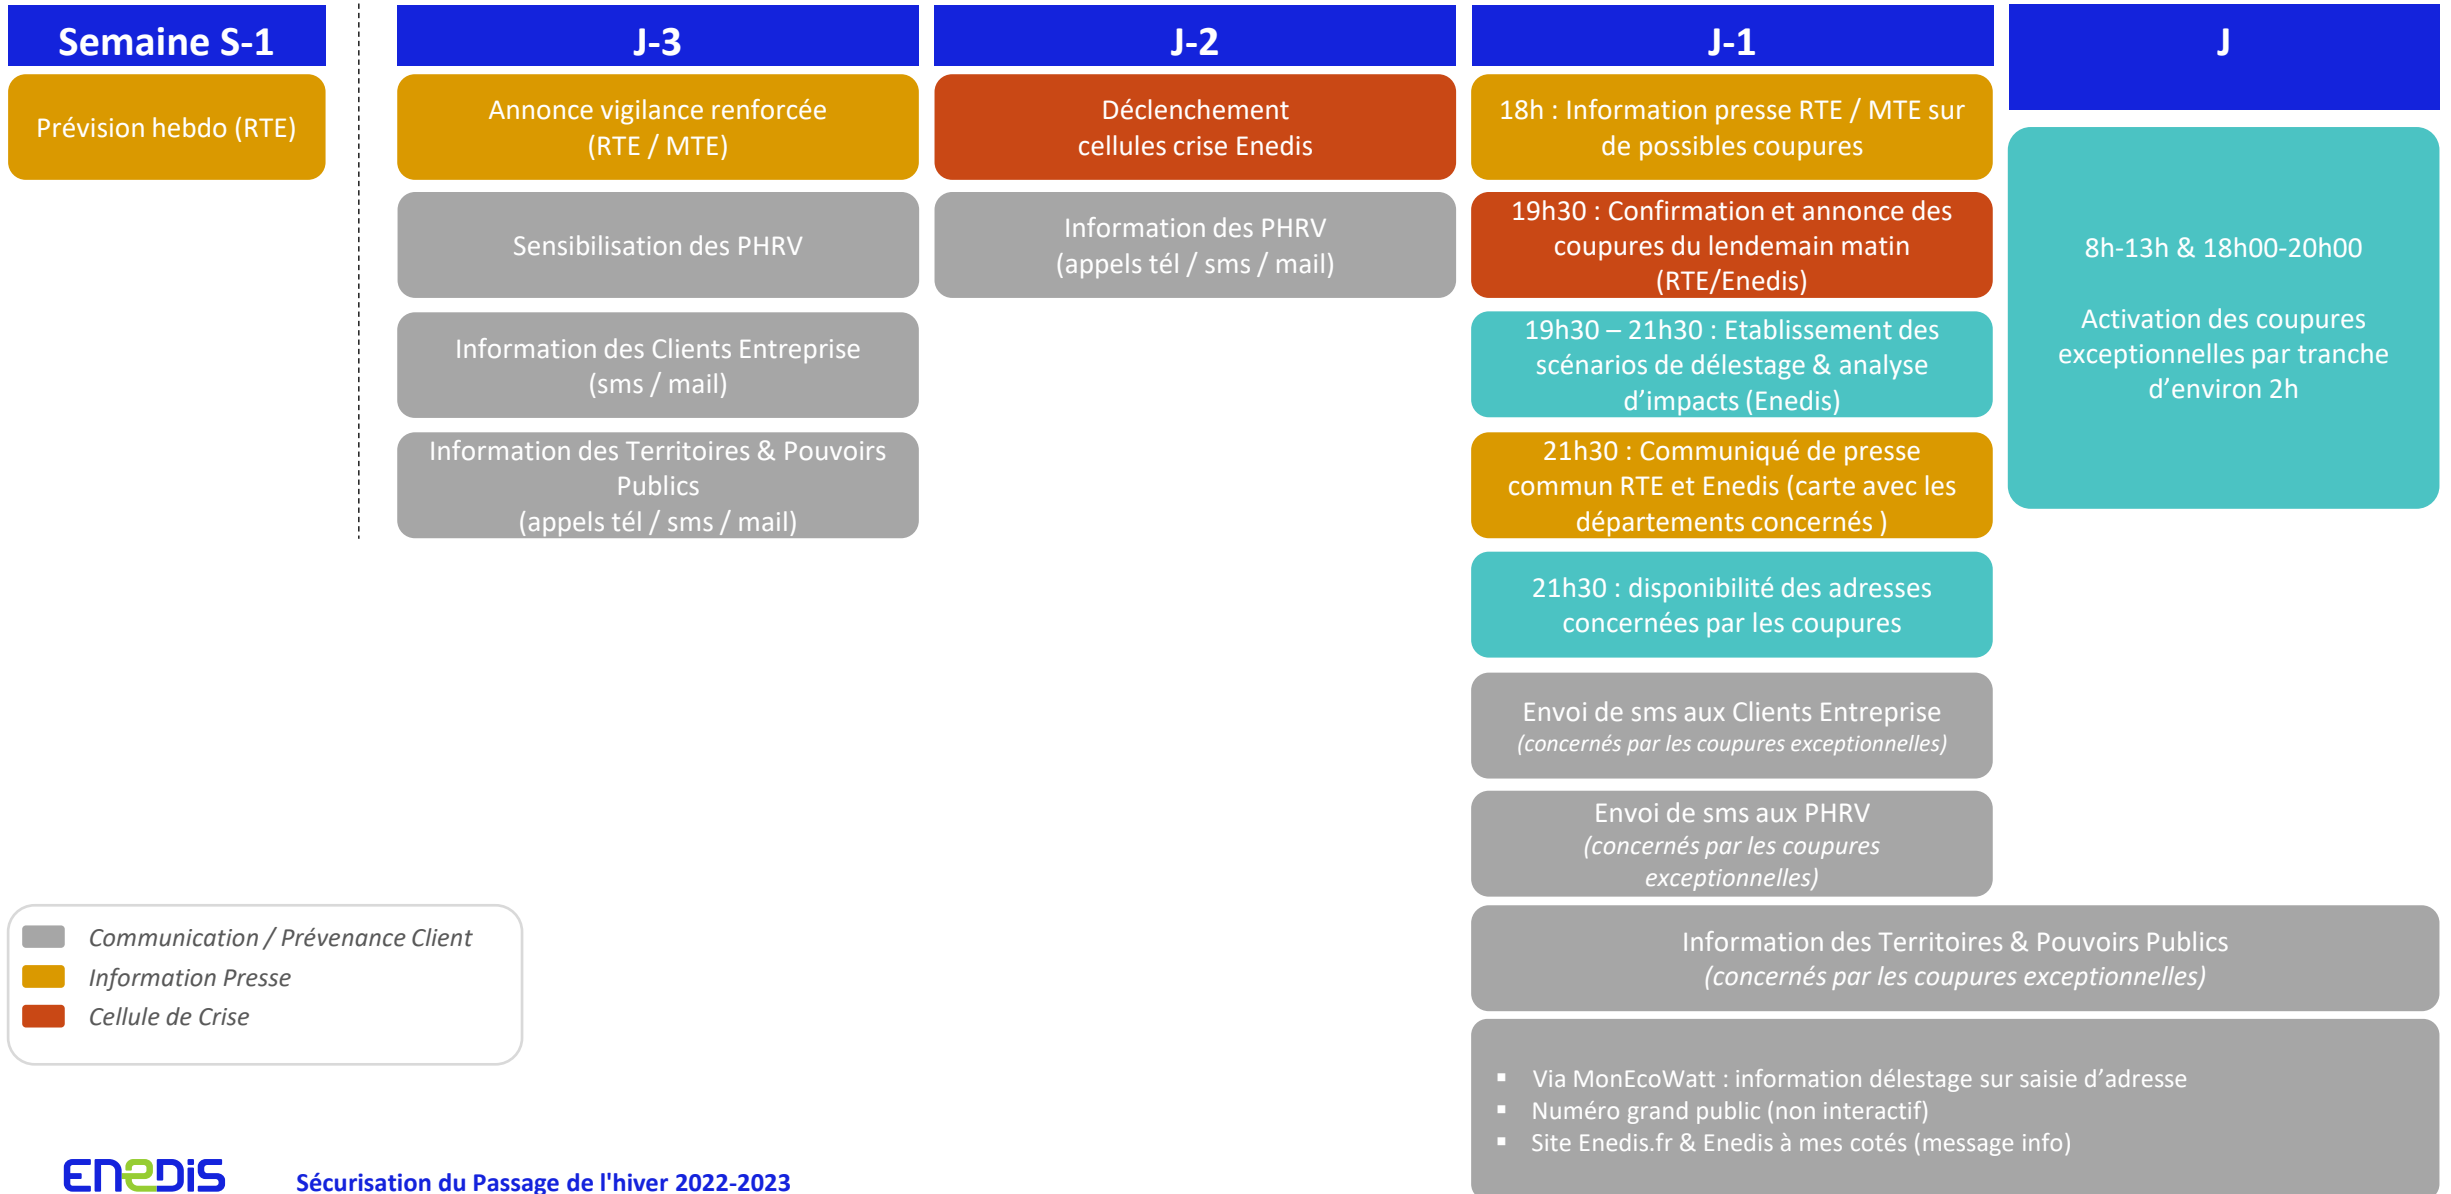 Semaine S-1
Prévision hebdo (RTE)
J-3
Annonce vigilance renforcée
(RTE / MTE)
Sensibilisation des PHRV
Information des Clients Entreprise
(sms / mail)
Information des Territoires & Pouvoirs
Publics
(appels tél / sms / mail)
J-2
Déclenchement
cellules crise Enedis
Information des PHRV
(appels tél / sms / mail)
J-1
18h : Information presse RTE / MTE sur
de possibles coupures
19h30 : Confirmation et annonce des
coupures du lendemain matin
(RTE/Enedis)
19h30 – 21h30 : Etablissement des
scénarios de délestage & analyse
d’impacts (Enedis)
21h30 : Communiqué de presse
commun RTE et Enedis (carte avec les
départements concernés )
21h30 : disponibilité des adresses
concernées par les coupures
Envoi de sms aux Clients Entreprise
(concernés par les coupures exceptionnelles)
Envoi de sms aux PHRV
(concernés par les coupures
exceptionnelles)
J
8h-13h & 18h00-20h00
Activation des coupures
exceptionnelles par tranche
d’environ 2h
Information des Territoires & Pouvoirs Publics
(concernés par les coupures exceptionnelles)
▪ Via MonEcoWatt : information délestage sur saisie d’adresse
▪ Numéro grand public (non interactif)
▪ Site Enedis.fr & Enedis à mes cotés (message info)
Communication / Prévenance Client
Information Presse
Cellule de Crise
ENEDIS
Sécurisation du Passage de l'hiver 2022-2023